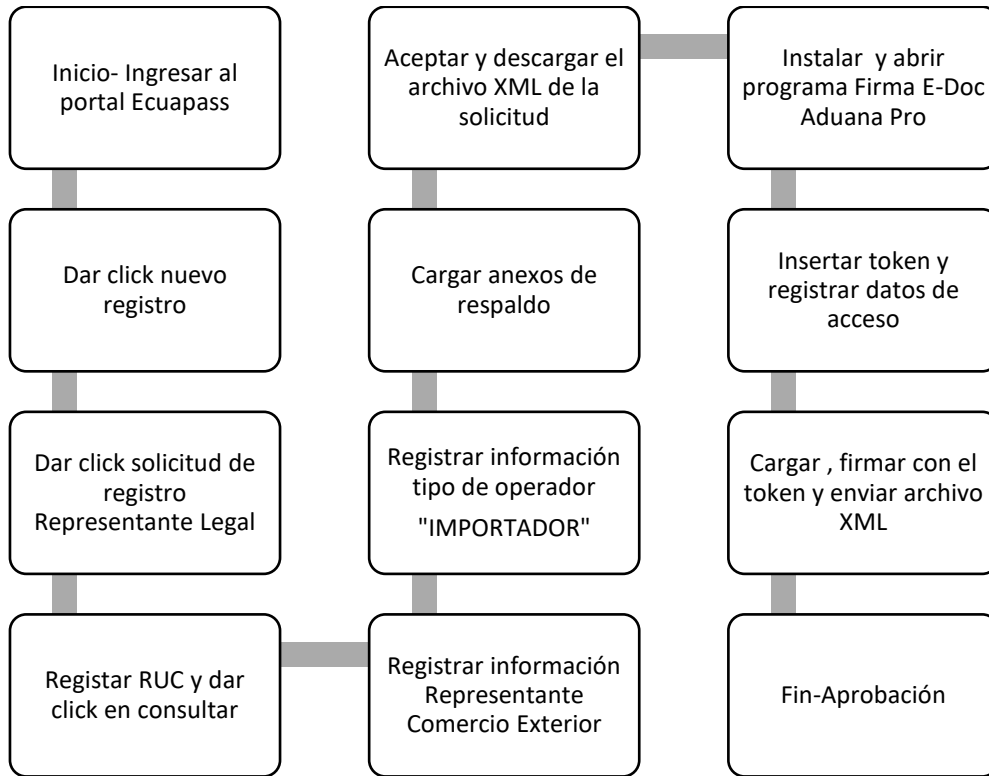 Inicio- Ingresar al
portal Ecuapass
Dar click nuevo
registro
Dar click solicitud de
registro
Representante Legal
Registar RUC y dar
click en consultar
Registrar información
Representante
Comercio Exterior
Registrar información
tipo de operador
"IMPORTADOR"
Cargar anexos de
respaldo
Aceptar y descargar el
archivo XML de la
solicitud
Instalar y abrir
programa Firma E-Doc
Aduana Pro
Insertar token y
registrar datos de
acceso
Cargar , firmar con el
token y enviar archivo
XML
Fin-Aprobación